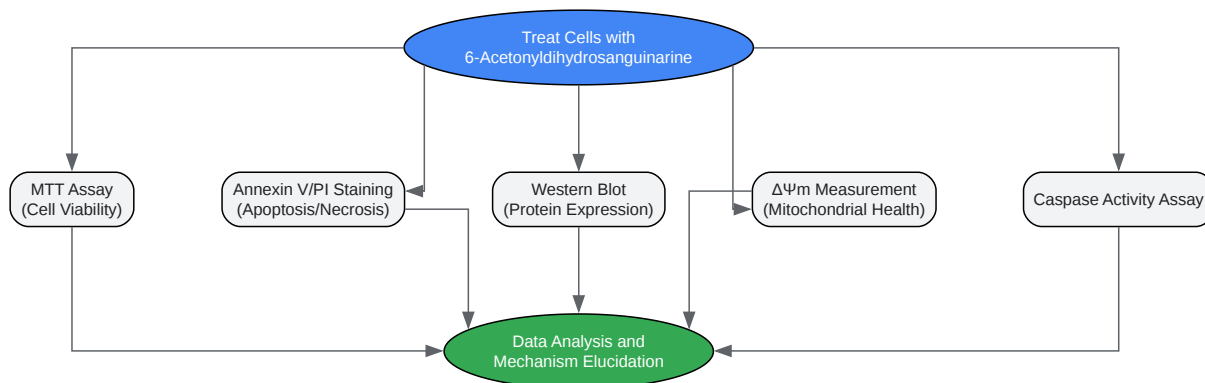 Treat Cells with
6-Acetonyldihydrosanguinarine
MTT Assay
(Cell Viability)
Annexin V/PI Staining
(Apoptosis/Necrosis)
Western Blot
(Protein Expression)
ΔΨm Measurement
(Mitochondrial Health)
Caspase Activity Assay
Data Analysis and
Mechanism Elucidation